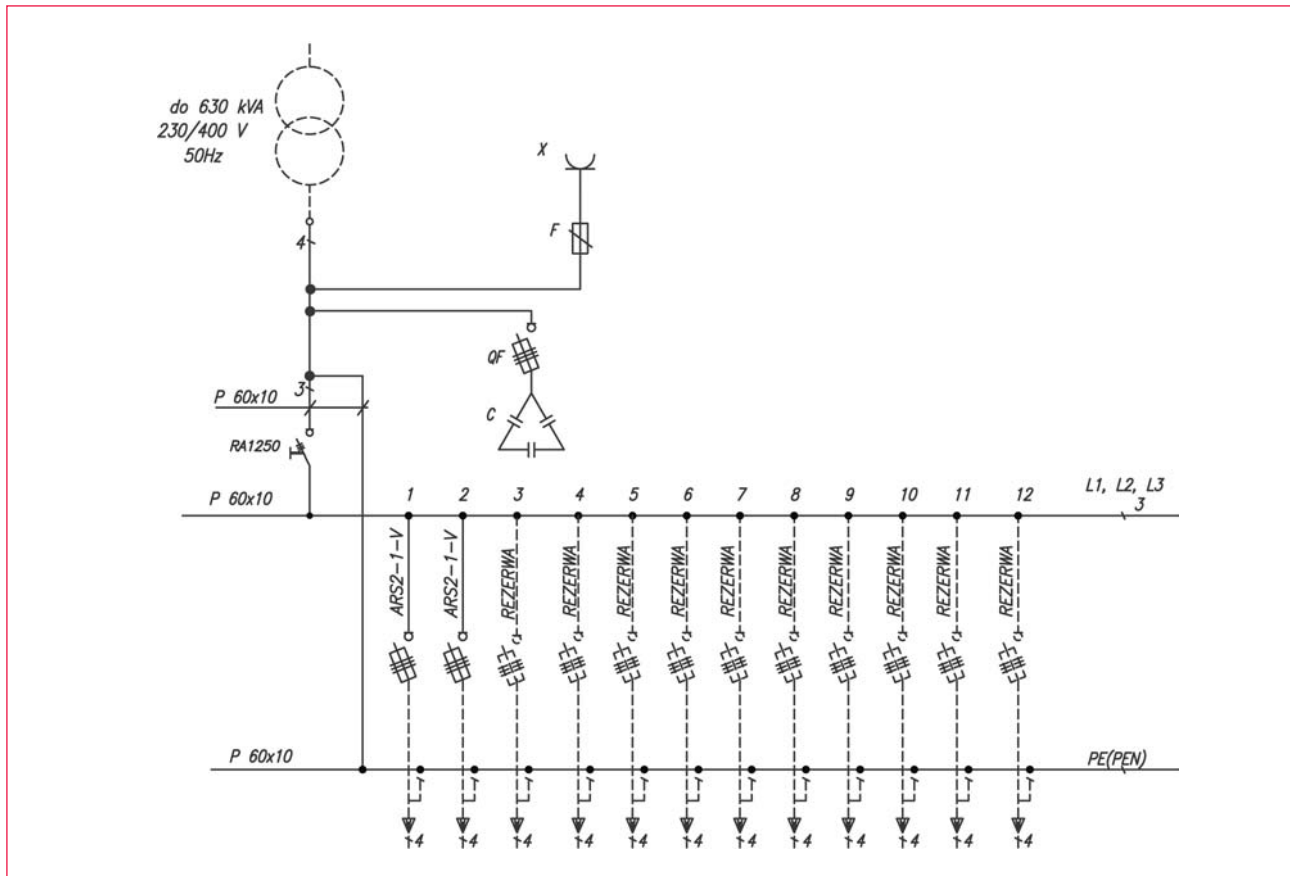 do 630 kVA
230/400 V
50Hz
X
F
4
QF
3
P 60x10
C
RA1250
P 60x10
1 2 3 4 5 6 7 8 9 10 11 12
L1, L2, L3
3
ARS2-1-V
ARS2-1-V
REZERWA
REZERWA
REZERWA
REZERWA
REZERWA
REZERWA
REZERWA
REZERWA
REZERWA
REZERWA
P 60x10
PE(PEN)
4 4 4 4 4 4 4 4 4 4 4 4